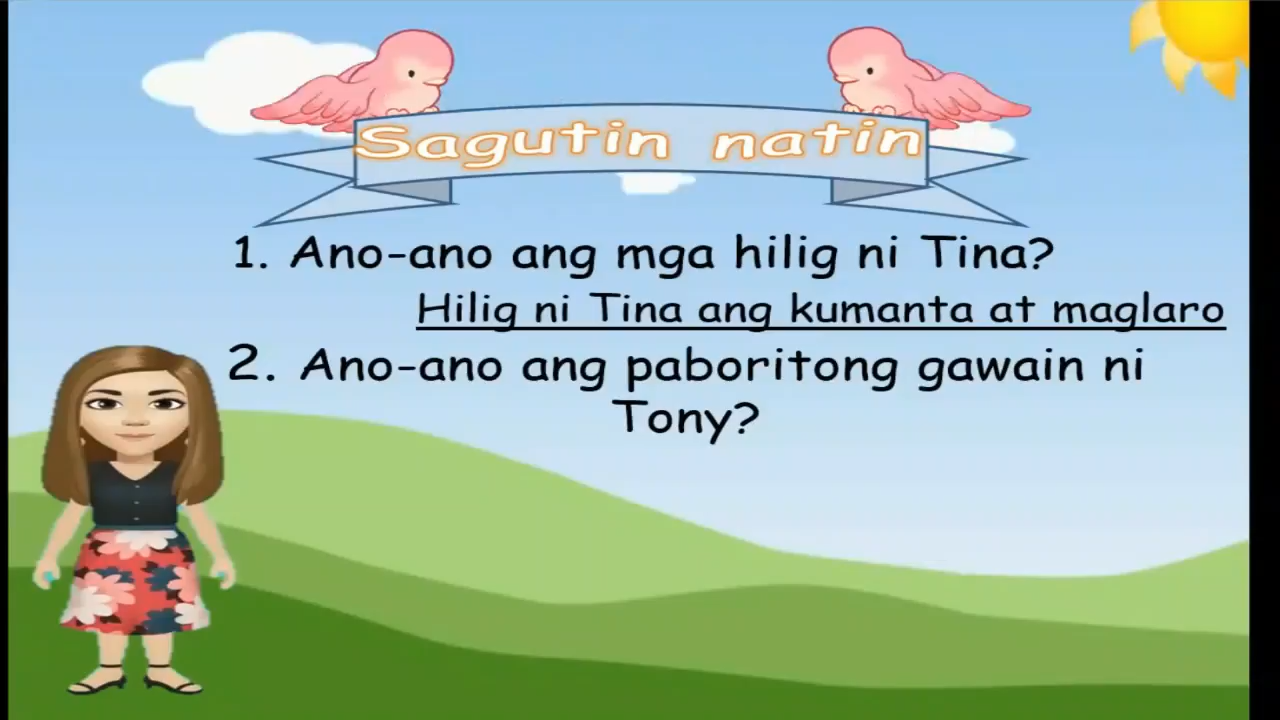 Sagutin natin
1. Ano-ano ang mga hilig ni Tina?
Hilig ni Tina ang kumanta at maglaro
2. Ano-ano ang paboritong gawain ni
Tony?